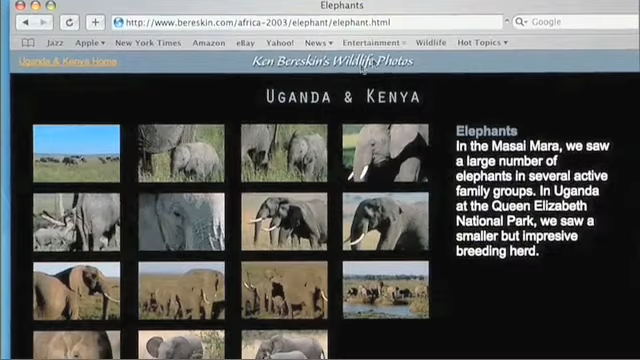 Elephants
http://www.bereskin.com/africa-2003/elephant/elephant.html
Google
Jazz Apple New York Times Amazon eBay Yahoo! News Entertainment Wildlife Hot Topics
Uganda & Kenya Home
Ken Bereskin's Wildlife Photos
UGANDA & KENYA
Elephants
In the Masai Mara, we saw
a large number of
elephants in several active
family groups. In Uganda
at the Queen Elizabeth
National Park, we saw a
smaller but impresive
breeding herd.